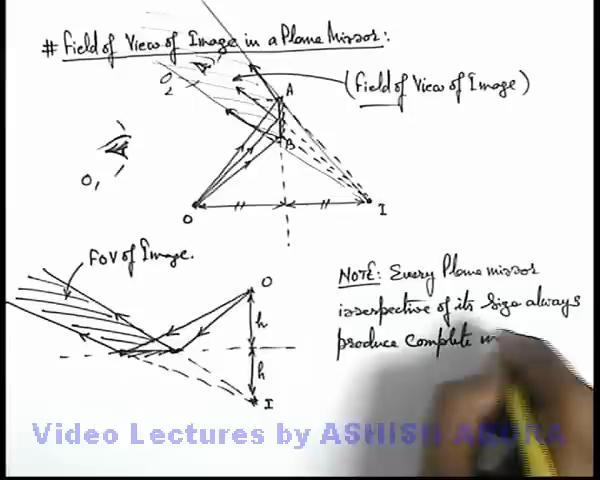 # Field of View of Image in a Plane Mirror:
(Field of View of Image)
O2
A
B
O1
O
I
FOV of Image.
O
h
h
I
NOTE: Every Plane mirror
irrespective of its size always
produce complete
Video Lectures by ASHISH ARORA